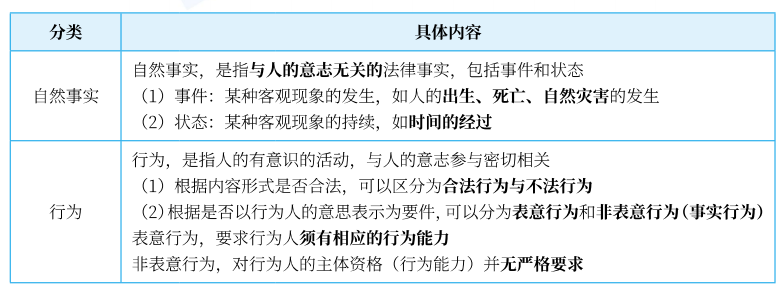 分类
具体内容
自然事实
自然事实，是指与人的意志无关的法律事实，包括事件和状态
（1）事件：某种客观现象的发生，如人的出生、死亡、自然灾害的发生
（2）状态：某种客观现象的持续，如时间的经过
行为
行为，是指人的有意识的活动，与人的意志参与密切相关
（1）根据内容形式是否合法，可以区分为合法行为与不法行为
（2）根据是否以行为人的意思表示为要件，可以分为表意行为和非表意行为（事实行为）
表意行为，要求行为人须有相应的行为能力
非表意行为，对行为人的主体资格（行为能力）并无严格要求